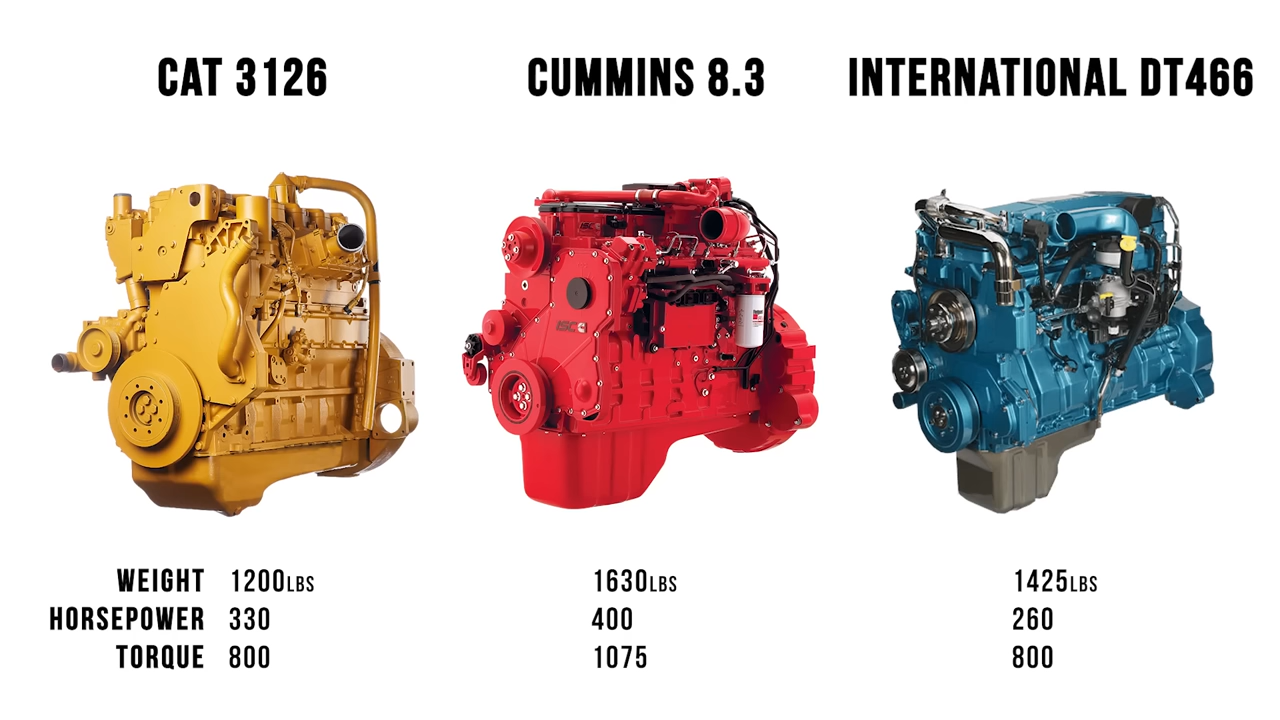 CAT 3126 CUMMINS 8.3 INTERNATIONAL DT466
ISC
WEIGHT 1200LBS 1630LBS 1425LBS
HORSEPOWER 330 400 260
TORQUE 800 1075 800